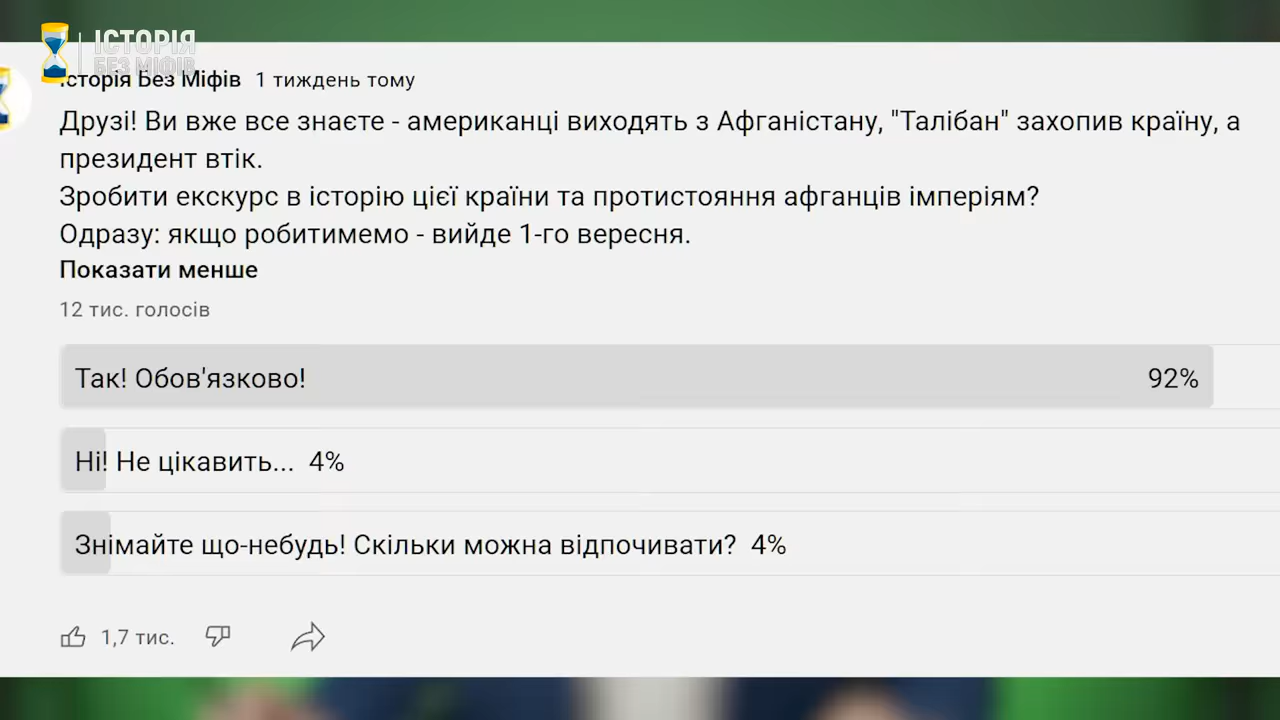 ІСТОРІЯ
БЕЗ МІФІВ
Історія Без Міфів 1 тиждень тому
Друзі! Ви вже все знаєте - американці виходять з Афганістану, "Талібан" захопив країну, а
президент втік.
Зробити екскурс в історію цієї країни та протистояння афганців імперіям?
Одразу: якщо робитимемо - вийде 1-го вересня.
Показати менше
12 тис. голосів
Так! Обов'язково! 92%
Ні! Не цікавить... 4%
Знімайте що-небудь! Скільки можна відпочивати? 4%
1,7 тис.